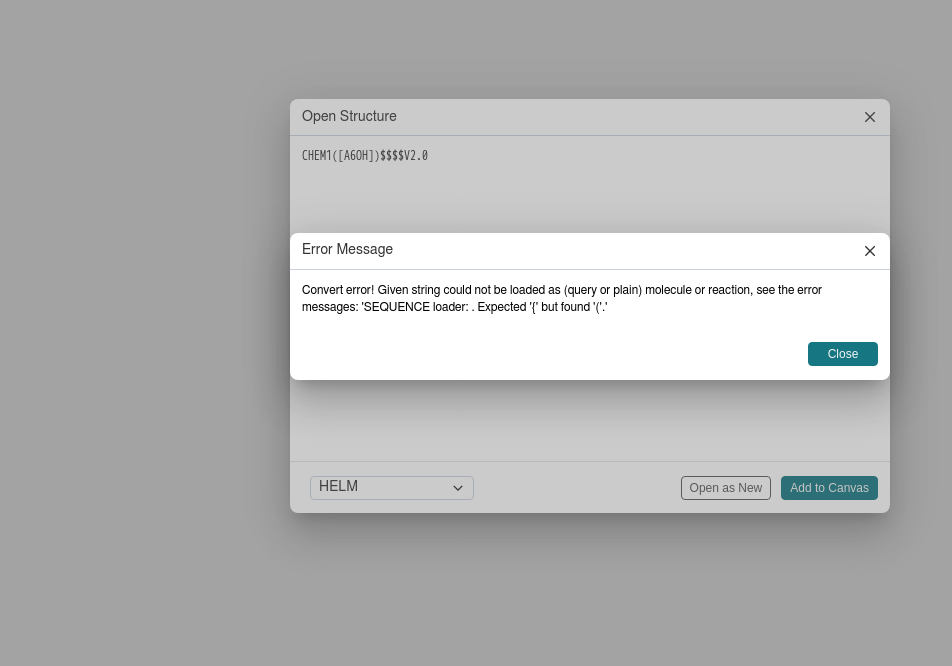 Open Structure
CHEM1([A6OH])$$$$V2.0
Error Message
Convert error! Given string could not be loaded as (query or plain) molecule or reaction, see the error
messages: 'SEQUENCE loader: . Expected '{' but found '('.'
Close
HELM
Open as New
Add to Canvas